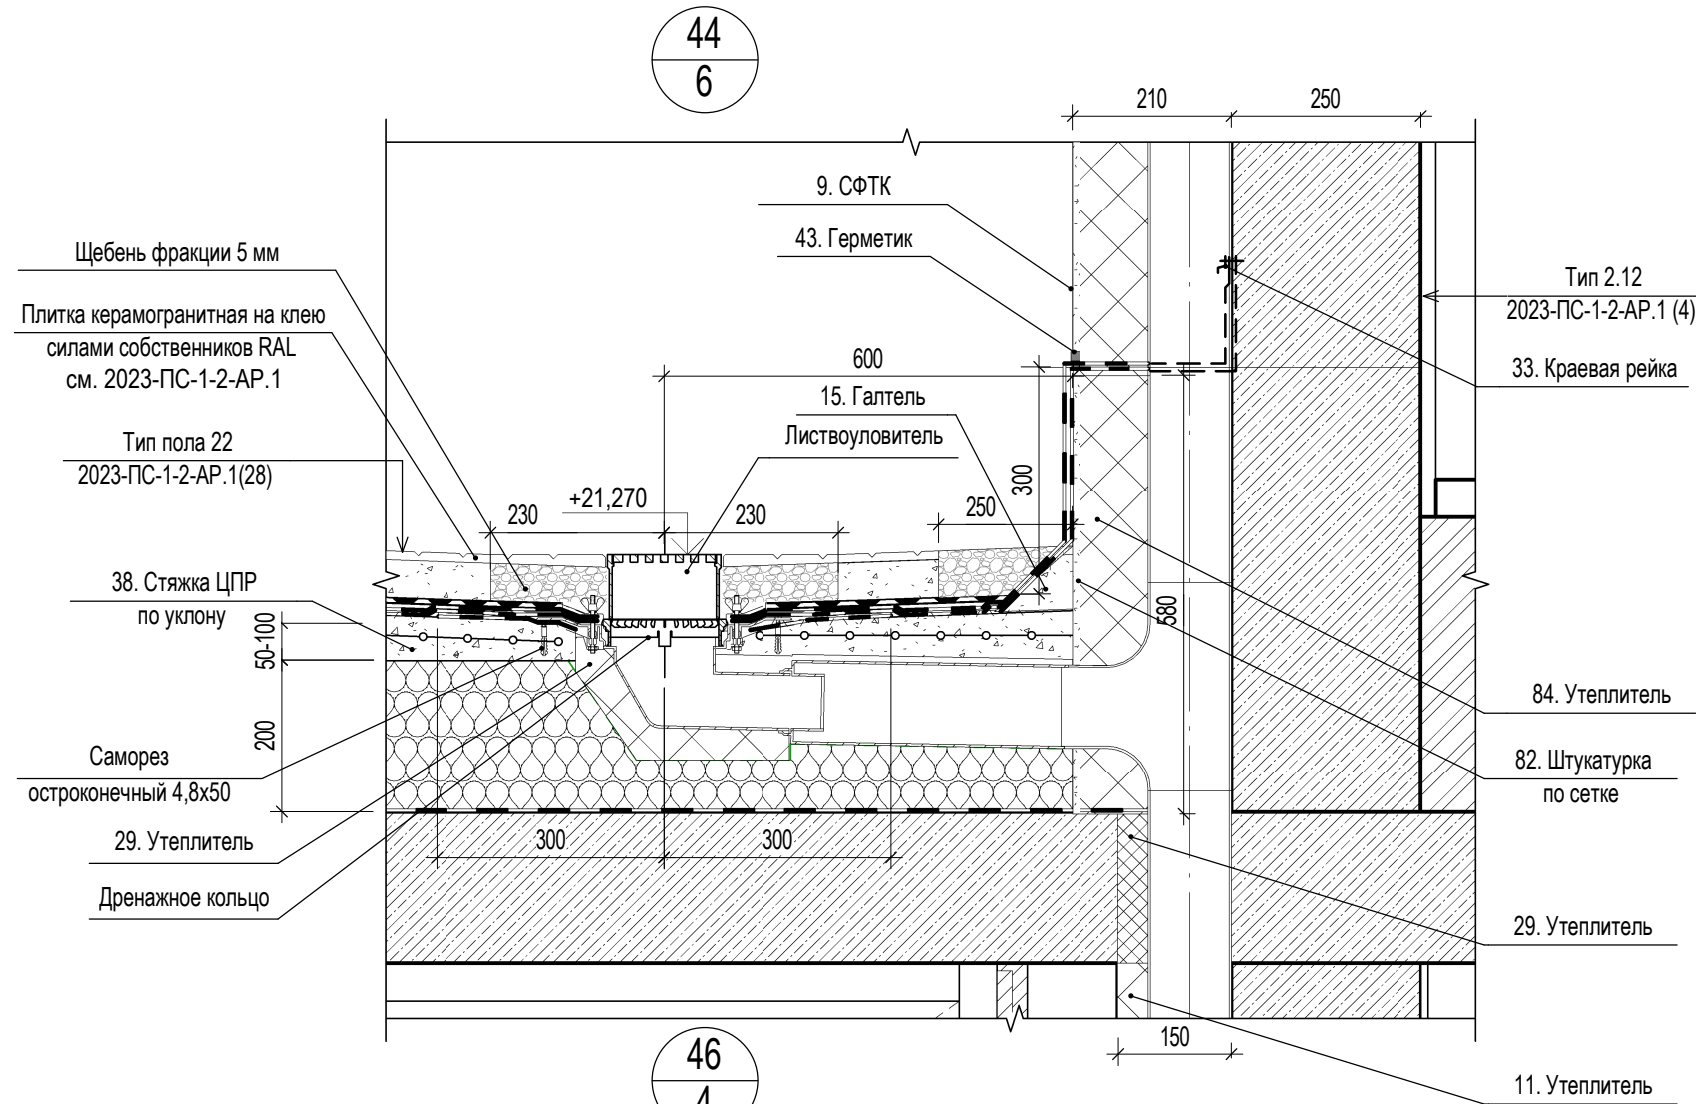 44
6
210
250
9. СФТК
43. Герметик
Щебень фракции 5 мм
Плитка керамогранитная на клею
силами собственников RAL
см. 2023-ПС-1-2-АР.1
Тип пола 22
2023-ПС-1-2-АР.1(28)
Тип 2.12
2023-ПС-1-2-АР.1 (4)
33. Краевая рейка
600
15. Галтель
Листвоуловитель
300
+21,270
230
230
250
38. Стяжка ЦПР
по уклону
50-100
200
580
Саморез
остроконечный 4,8х50
29. Утеплитель
Дренажное кольцо
300
300
84. Утеплитель
82. Штукатурка
по сетке
29. Утеплитель
150
11. Утеплитель
46
4